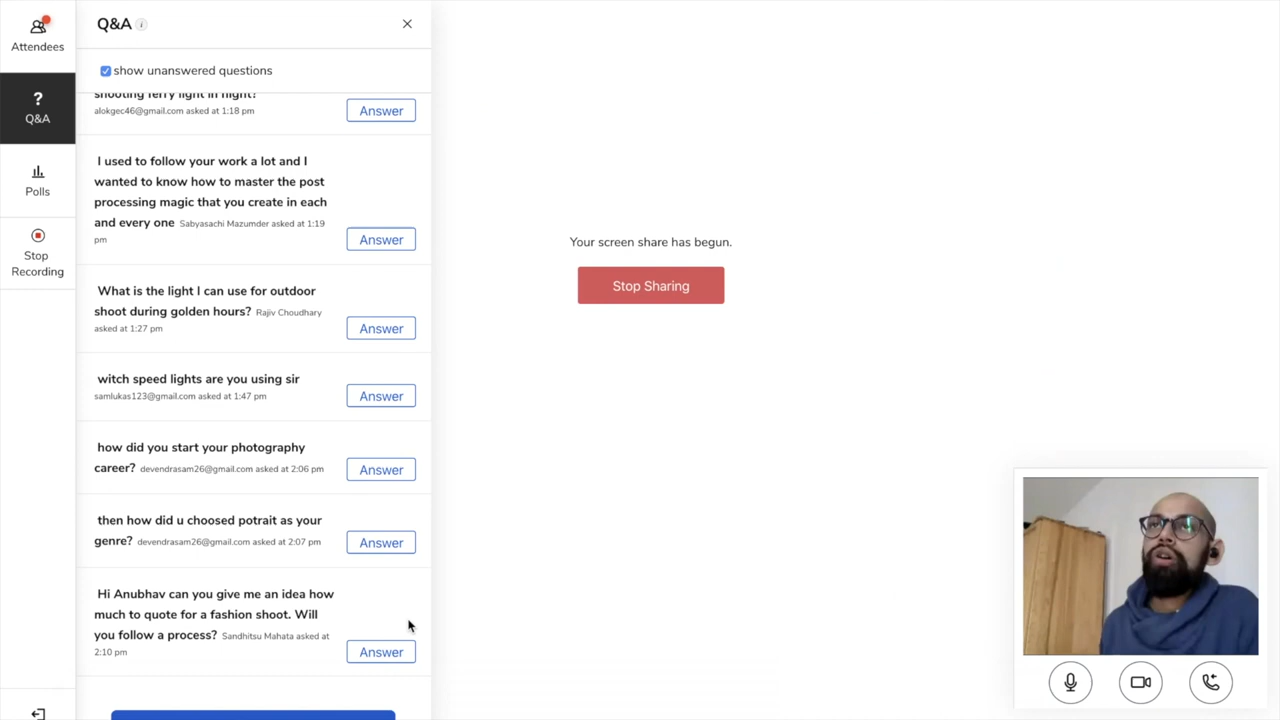 Attendees
Q&A
Polls
Stop
Recording
Q&A i
show unanswered questions
shooting ferry light in night?
alokgec46@gmail.com asked at 1:18 pm
Answer
I used to follow your work a lot and I
wanted to know how to master the post
processing magic that you create in each
and every one Sabyasachi Mazumder asked at 1:19
pm
Answer
What is the light I can use for outdoor
shoot during golden hours? Rajiv Choudhary
asked at 1:27 pm
Answer
witch speed lights are you using sir
samlukas123@gmail.com asked at 1:47 pm
Answer
how did you start your photography
career? devendrasam26@gmail.com asked at 2:06 pm
Answer
then how did u choosed potrait as your
genre? devendrasam26@gmail.com asked at 2:07 pm
Answer
Hi Anubhav can you give me an idea how
much to quote for a fashion shoot. Will
you follow a process? Sandhitsu Mahata asked at
2:10 pm
Answer
Your screen share has begun.
Stop Sharing